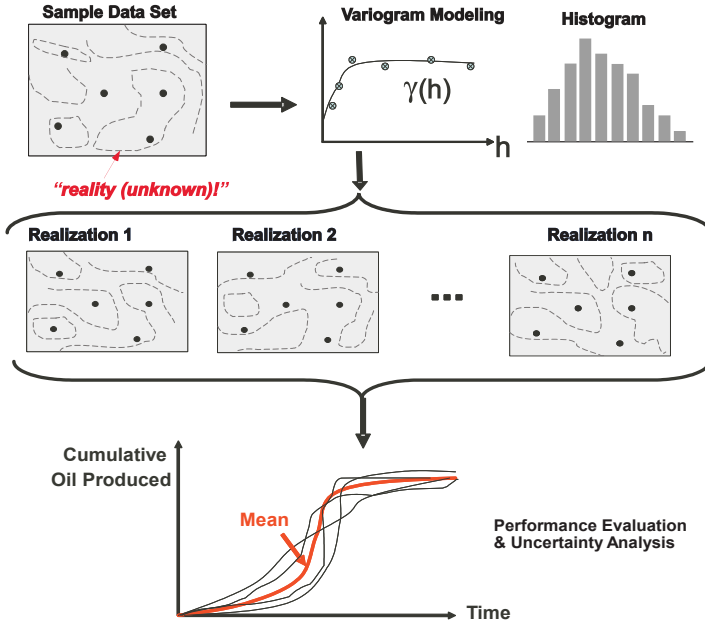 Sample Data Set
Variogram Modeling
Histogram
γ(h)
h
“reality (unknown)!”
Realization 1
Realization 2
Realization n
Cumulative
Oil Produced
Mean
Performance Evaluation
& Uncertainty Analysis
Time